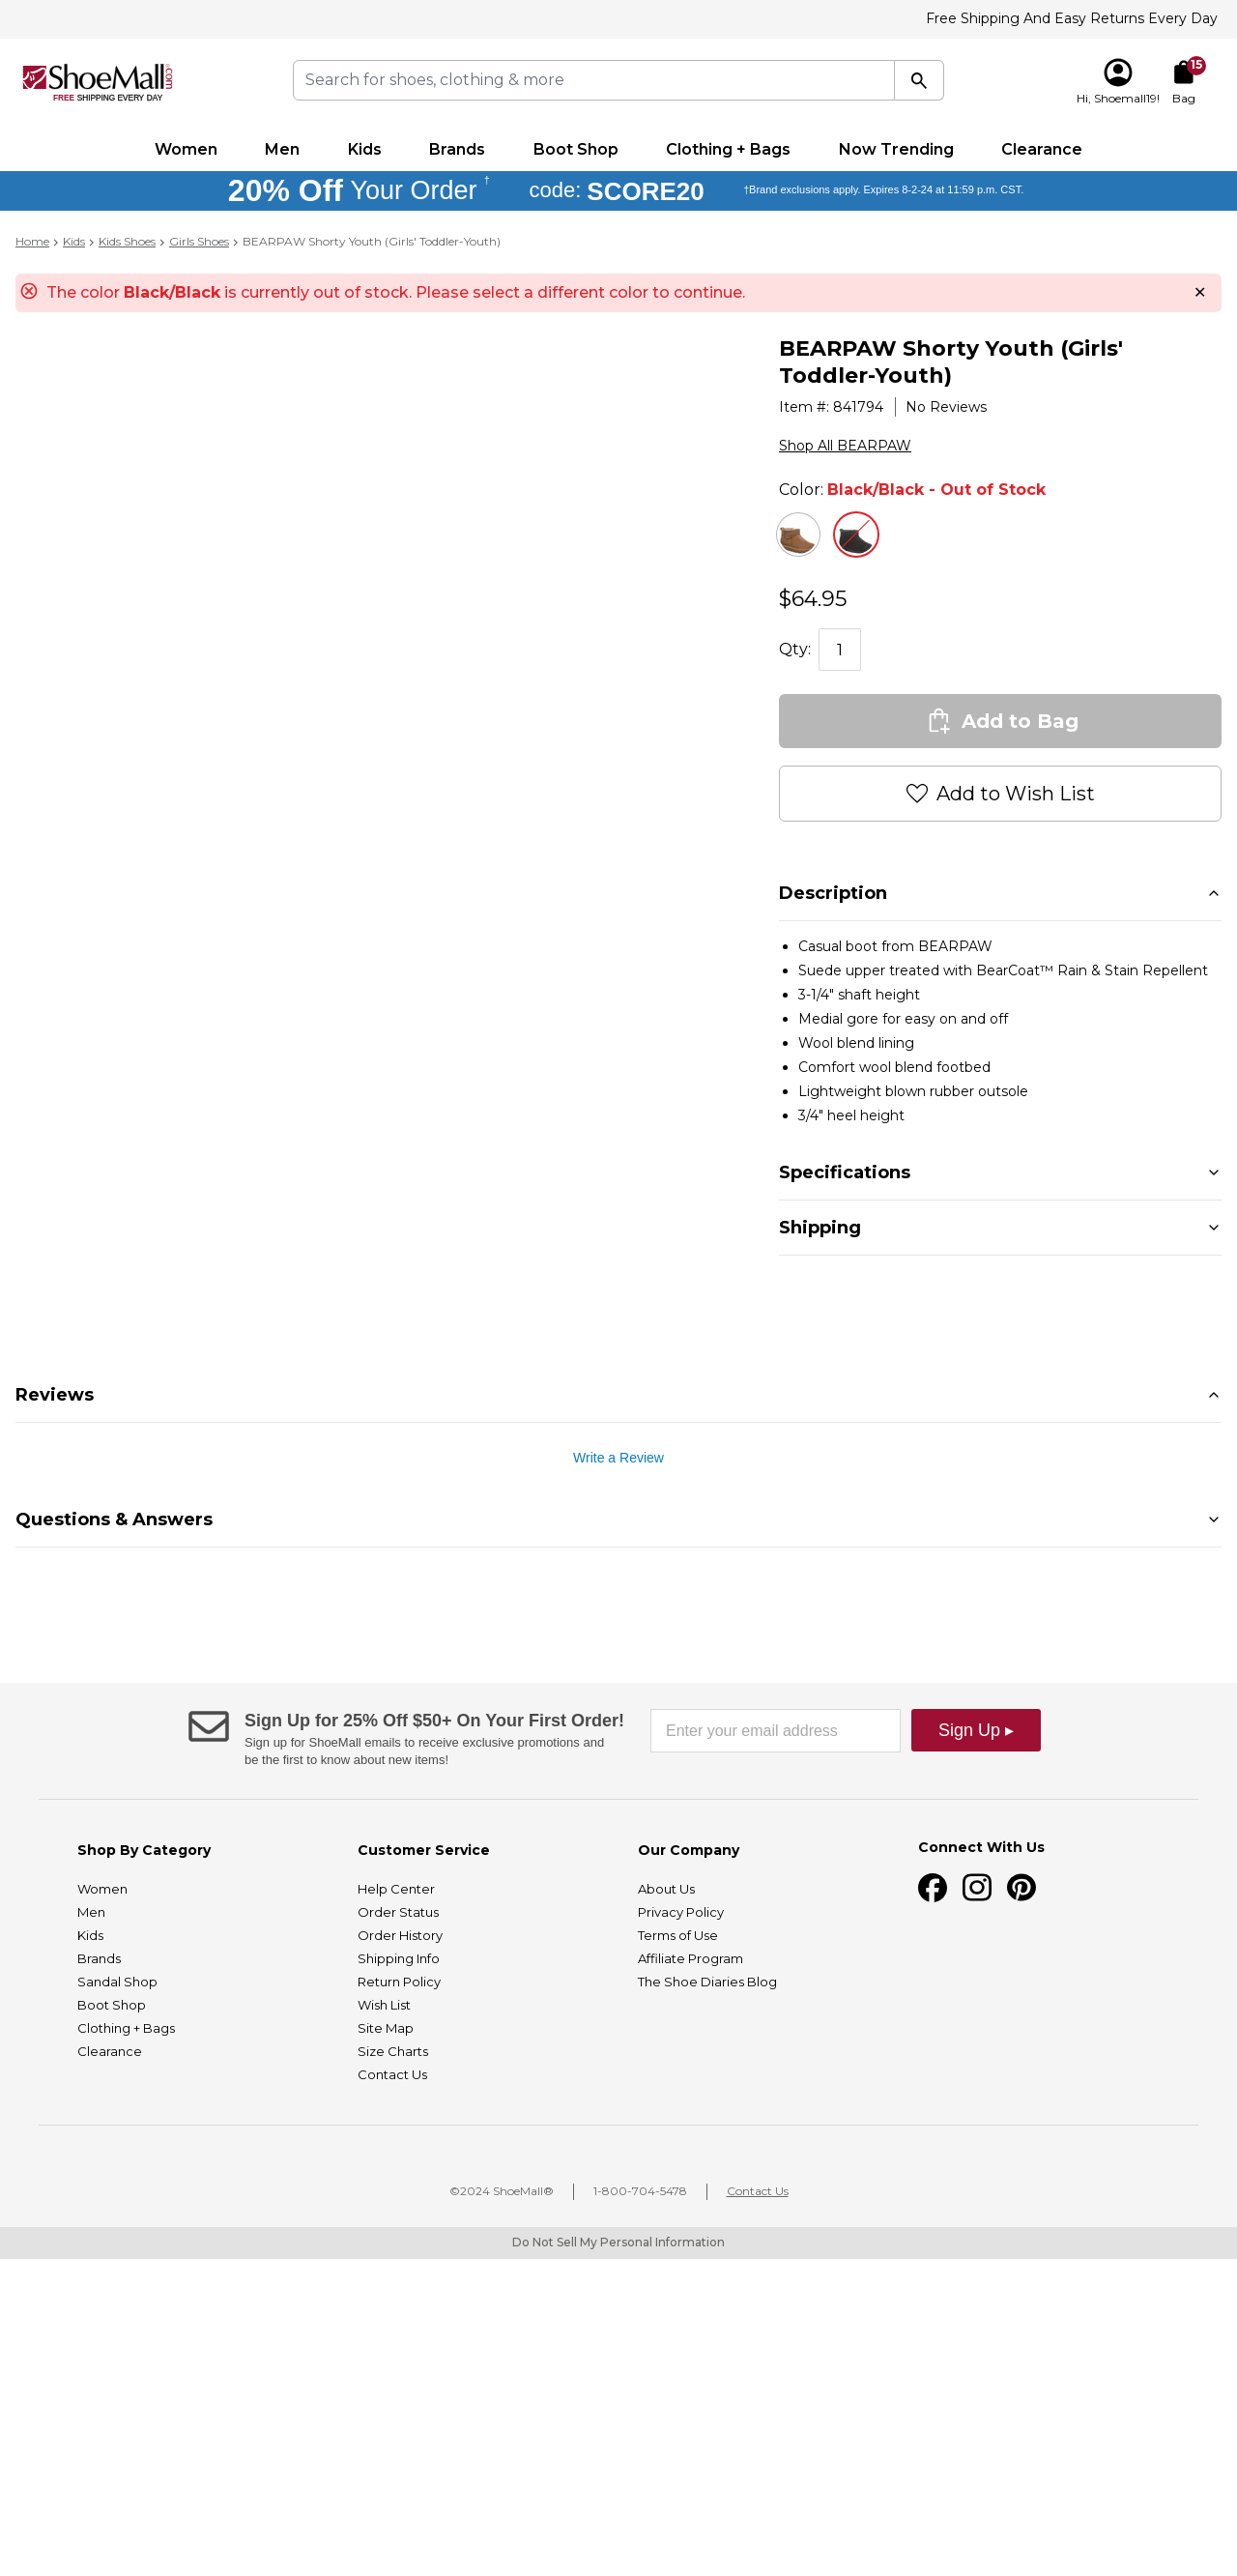 Free Shipping And Easy Returns Every Day
ShoeMall.com
FREE SHIPPING EVERY DAY
Search for shoes, clothing & more
15
Hi, Shoemall19! Bag
Women Men Kids Brands Boot Shop Clothing + Bags Now Trending Clearance
20% Off Your Order † code: SCORE20 †Brand exclusions apply. Expires 8-2-24 at 11:59 p.m. CST.
Home > Kids > Kids Shoes > Girls Shoes > BEARPAW Shorty Youth (Girls' Toddler-Youth)
The color Black/Black is currently out of stock. Please select a different color to continue. ×
BEARPAW Shorty Youth (Girls'
Toddler-Youth)
Item #: 841794 | No Reviews
Shop All BEARPAW
Color: Black/Black - Out of Stock
$64.95
Qty: 1
Add to Bag
Add to Wish List
Description
• Casual boot from BEARPAW
• Suede upper treated with BearCoat™ Rain & Stain Repellent
• 3-1/4" shaft height
• Medial gore for easy on and off
• Wool blend lining
• Comfort wool blend footbed
• Lightweight blown rubber outsole
• 3/4" heel height
Specifications
Shipping
Reviews
Write a Review
Questions & Answers
Sign Up for 25% Off $50+ On Your First Order!
Sign up for ShoeMall emails to receive exclusive promotions and
be the first to know about new items!
Enter your email address
Sign Up ▸
Shop By Category
Women
Men
Kids
Brands
Sandal Shop
Boot Shop
Clothing + Bags
Clearance
Customer Service
Help Center
Order Status
Order History
Shipping Info
Return Policy
Wish List
Site Map
Size Charts
Contact Us
Our Company
About Us
Privacy Policy
Terms of Use
Affiliate Program
The Shoe Diaries Blog
Connect With Us
©2024 ShoeMall® | 1-800-704-5478 | Contact Us
Do Not Sell My Personal Information